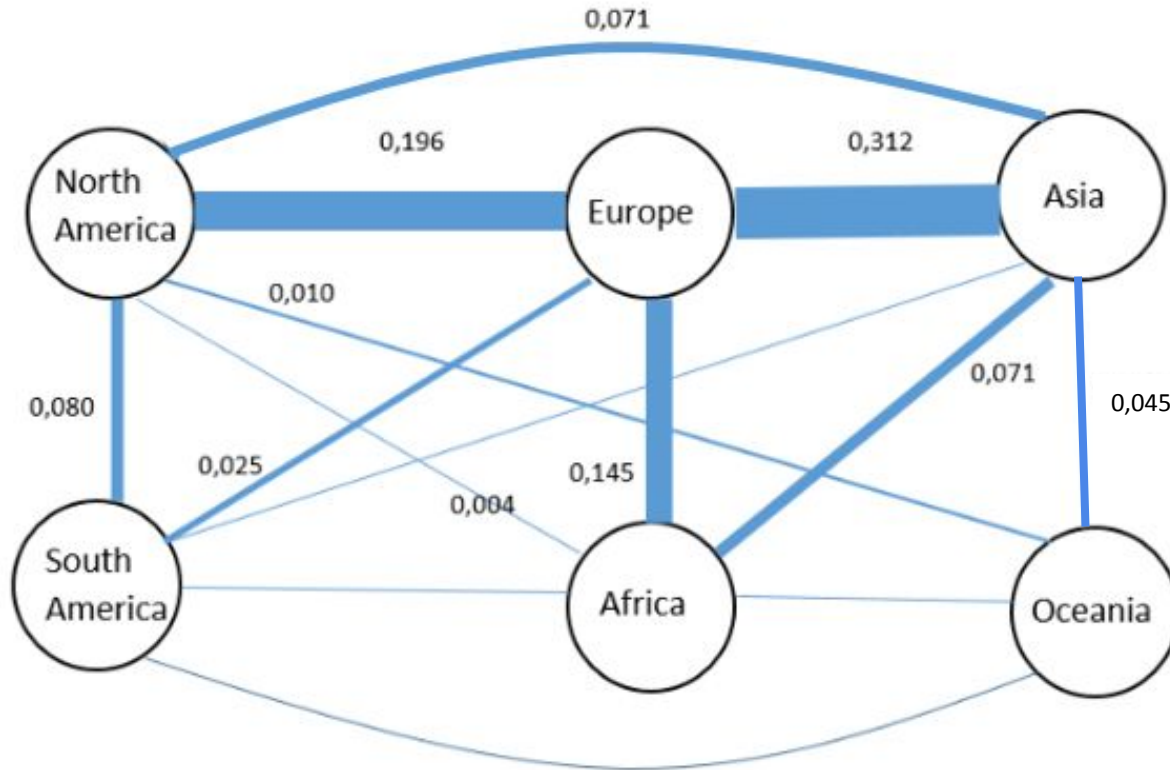 0,071
0,196
0,312
North
America
Europe
Asia
0,010
0,071
0,080
0,045
0,025
0,145
0,004
South
America
Africa
Oceania